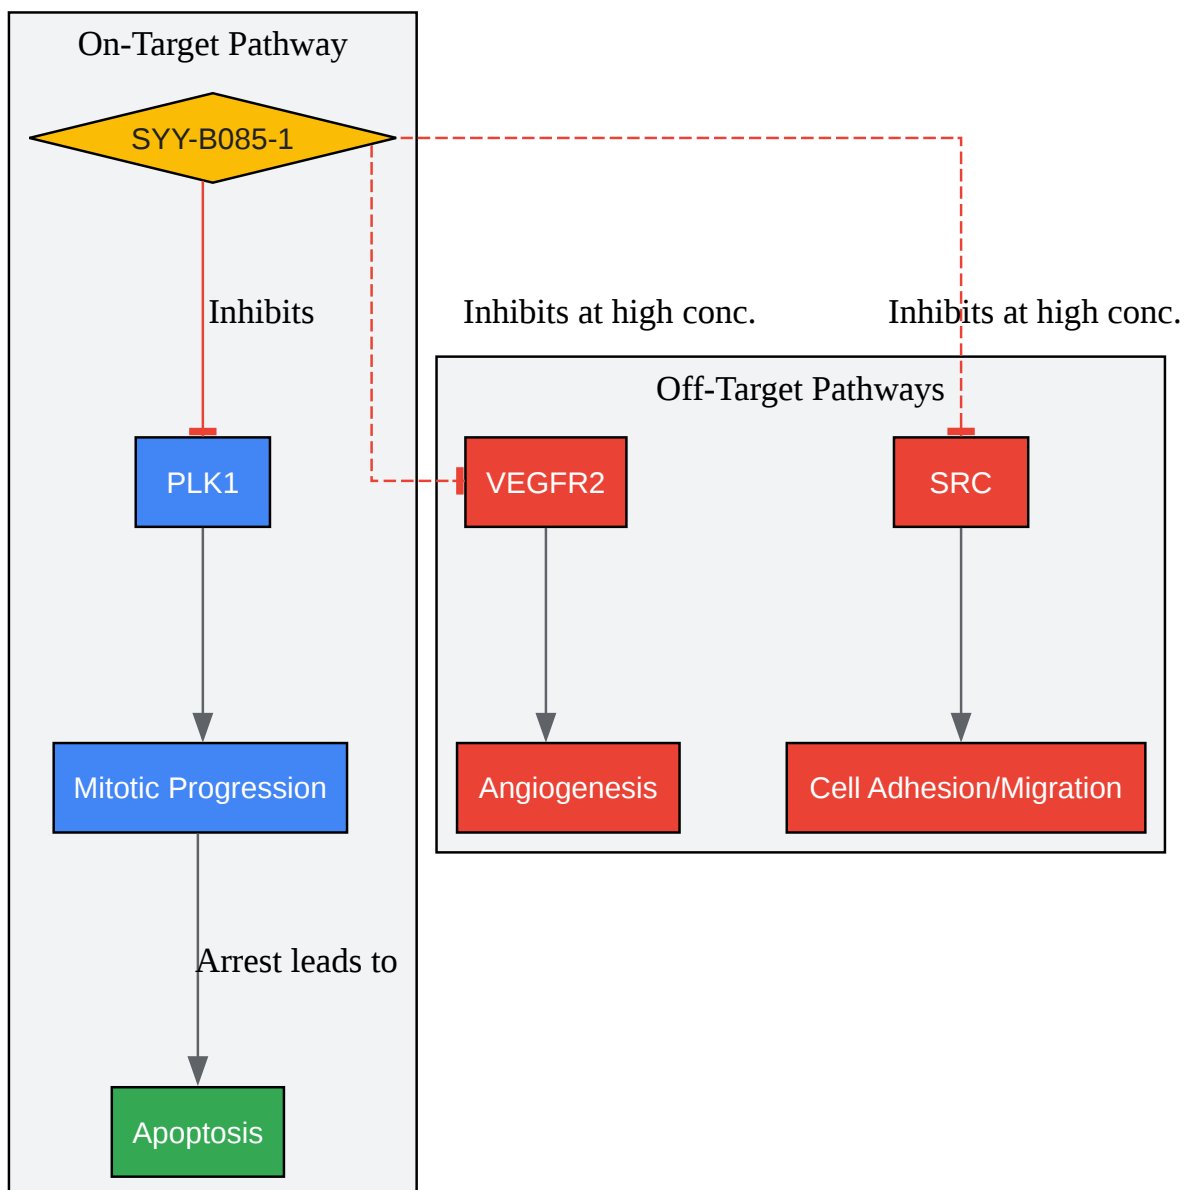 On-Target Pathway
SYY-B085-1
Inhibits
Inhibits at high conc.
Inhibits at high conc.
Off-Target Pathways
PLK1
VEGFR2
SRC
Mitotic Progression
Angiogenesis
Cell Adhesion/Migration
Arrest leads to
Apoptosis